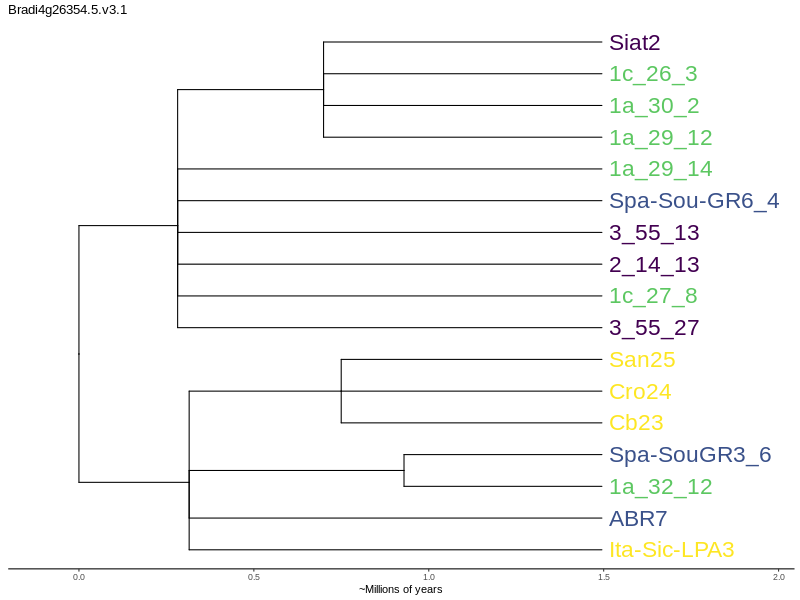 Bradi4g26354.5.v3.1
Siat2
1c_26_3
1a_30_2
1a_29_12
1a_29_14
Spa-Sou-GR6_4
3_55_13
2_14_13
1c_27_8
3_55_27
San25
Cro24
Cb23
Spa-SouGR3_6
1a_32_12
ABR7
Ita-Sic-LPA3
0.0 0.5 1.0 1.5 2.0
~Millions of years